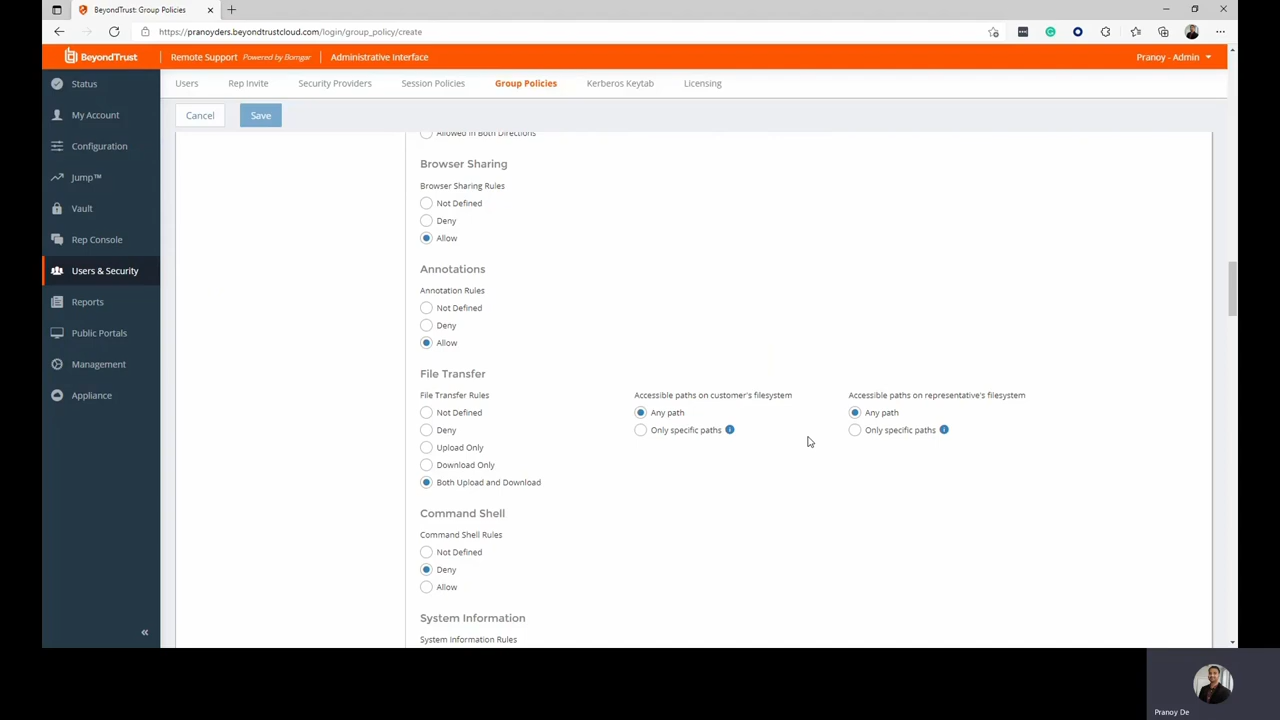 BeyondTrust: Group Policies
https://pranoyders.beyondtrustcloud.com/login/group_policy/create
BeyondTrust
Remote Support Powered by Bomgar
Administrative Interface
Pranoy - Admin
Status
My Account
Configuration
Jump™
Vault
Rep Console
Users & Security
Reports
Public Portals
Management
Appliance
«
Users
Rep Invite
Security Providers
Session Policies
Group Policies
Kerberos Keytab
Licensing
Cancel
Save
Allowed in Both Directions
Browser Sharing
Browser Sharing Rules
Not Defined
Deny
Allow
Annotations
Annotation Rules
Not Defined
Deny
Allow
File Transfer
File Transfer Rules
Not Defined
Deny
Upload Only
Download Only
Both Upload and Download
Accessible paths on customer's filesystem
Any path
Only specific paths
Accessible paths on representative's filesystem
Any path
Only specific paths
Command Shell
Command Shell Rules
Not Defined
Deny
Allow
System Information
System Information Rules
Pranoy De